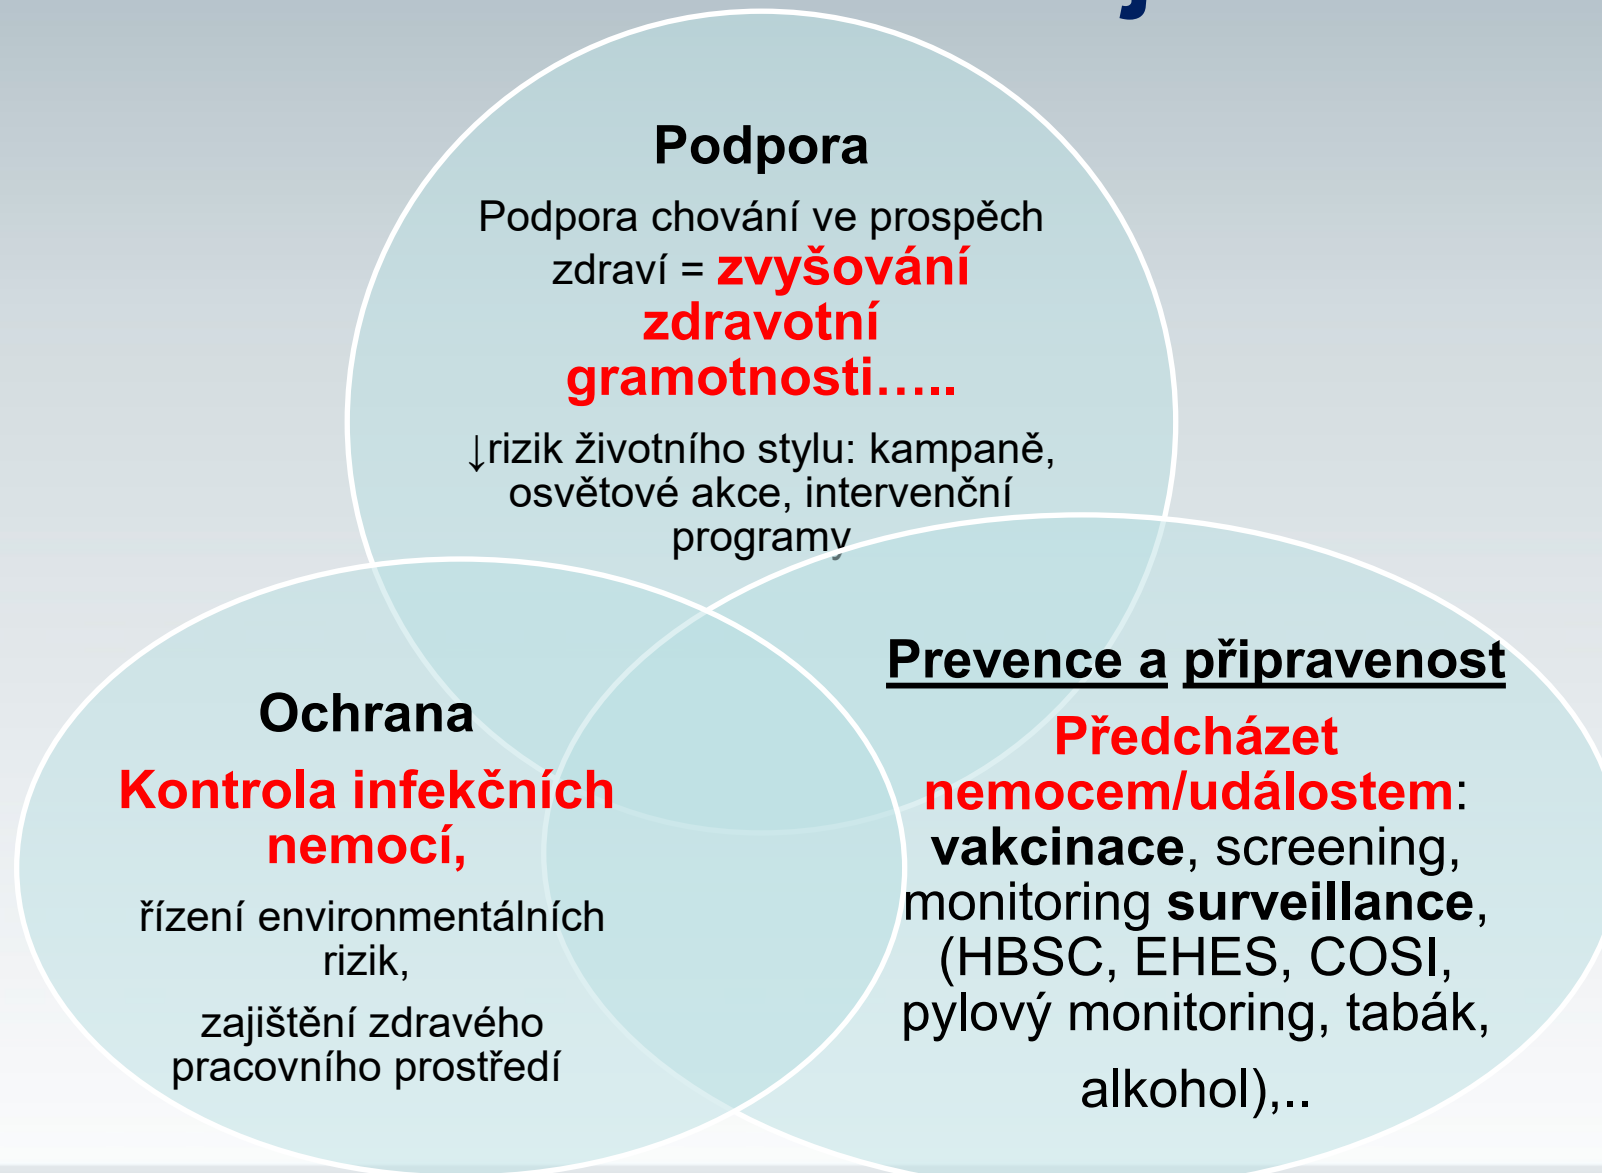 Podpora
Podpora chování ve prospěch
zdraví = zvyšování
zdravotní
gramotnosti…..
↓rizik životního stylu: kampaně,
osvětové akce, intervenční
programy
Ochrana
Kontrola infekčních
nemocí,
řízení environmentálních
rizik,
zajištění zdravého
pracovního prostředí
Prevence a připravenost
Předcházet
nemocem/událostem:
vakcinace, screening,
monitoring surveillance,
(HBSC, EHES, COSI,
pylový monitoring, tabák,
alkohol),..